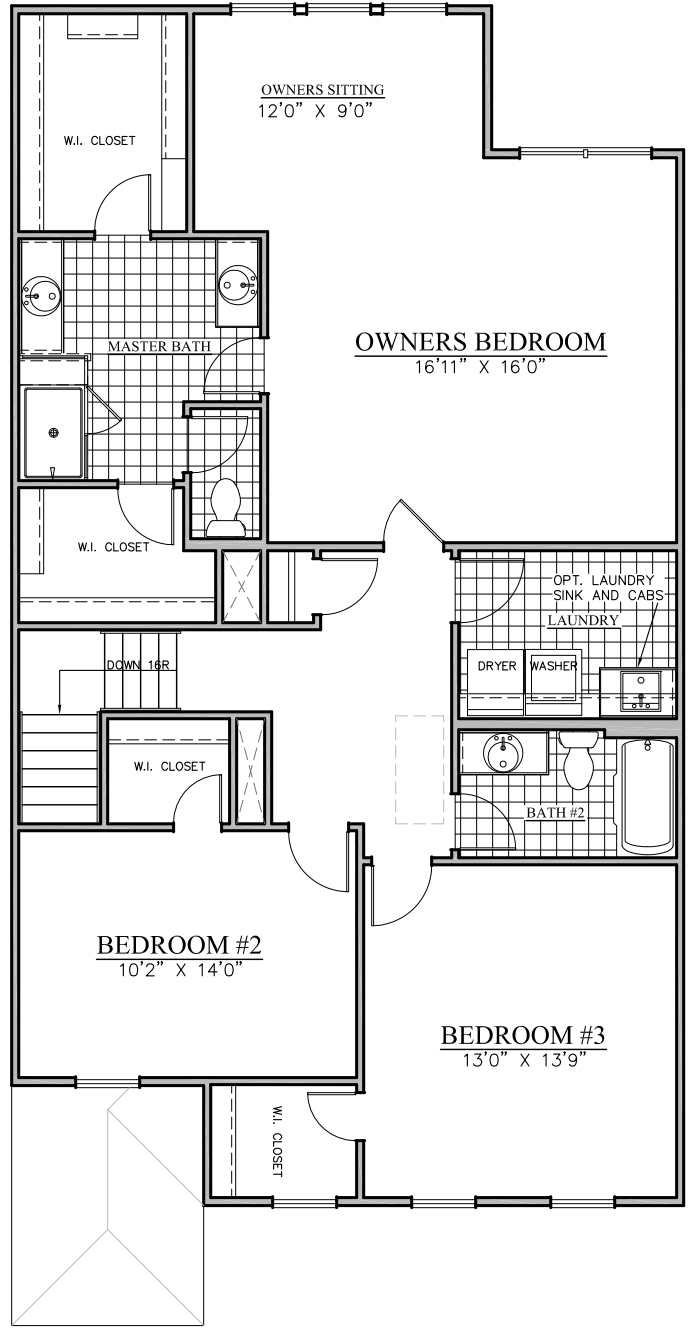 OWNERS SITTING
12'0" X 9'0"
W.I. CLOSET
OWNERS BEDROOM
16'11" X 16'0"
MASTER BATH
W.I. CLOSET
OPT. LAUNDRY
SINK AND CABS
LAUNDRY
DRYER
WASHER
DOWN 16R
W.I. CLOSET
BATH #2
BEDROOM #2
10'2" X 14'0"
BEDROOM #3
13'0" X 13'9"
W.I. CLOSET